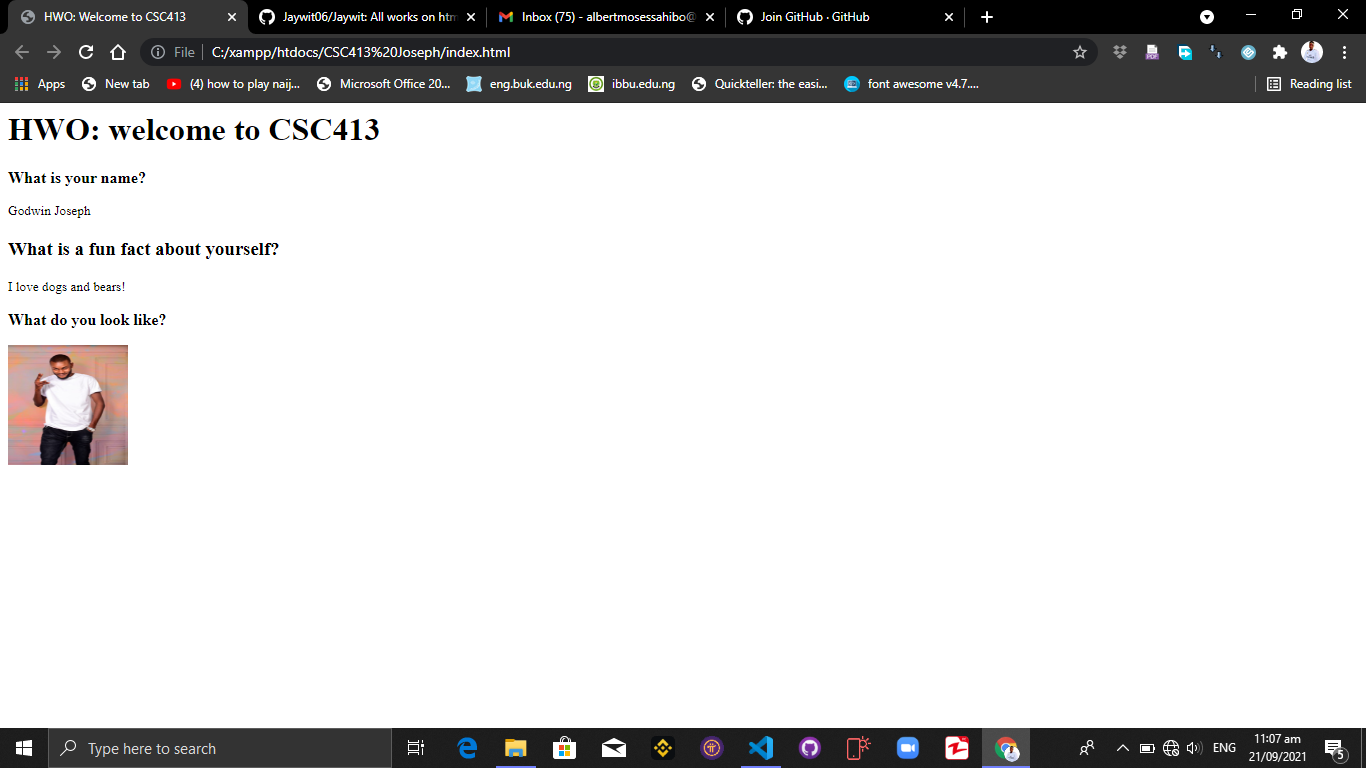 HWO: Welcome to CSC413
Jaywit06/Jaywit: All works on htm
Inbox (75) - albertmosessahibo@
Join GitHub · GitHub
File
C:/xampp/htdocs/CSC413%20Joseph/index.html
Apps
New tab
(4) how to play naij...
Microsoft Office 20...
eng.buk.edu.ng
ibbu.edu.ng
Quickteller: the easi...
font awesome v4.7....
Reading list
HWO: welcome to CSC413
What is your name?
Godwin Joseph
What is a fun fact about yourself?
I love dogs and bears!
What do you look like?
Type here to search
ENG
11:07 am
21/09/2021
5